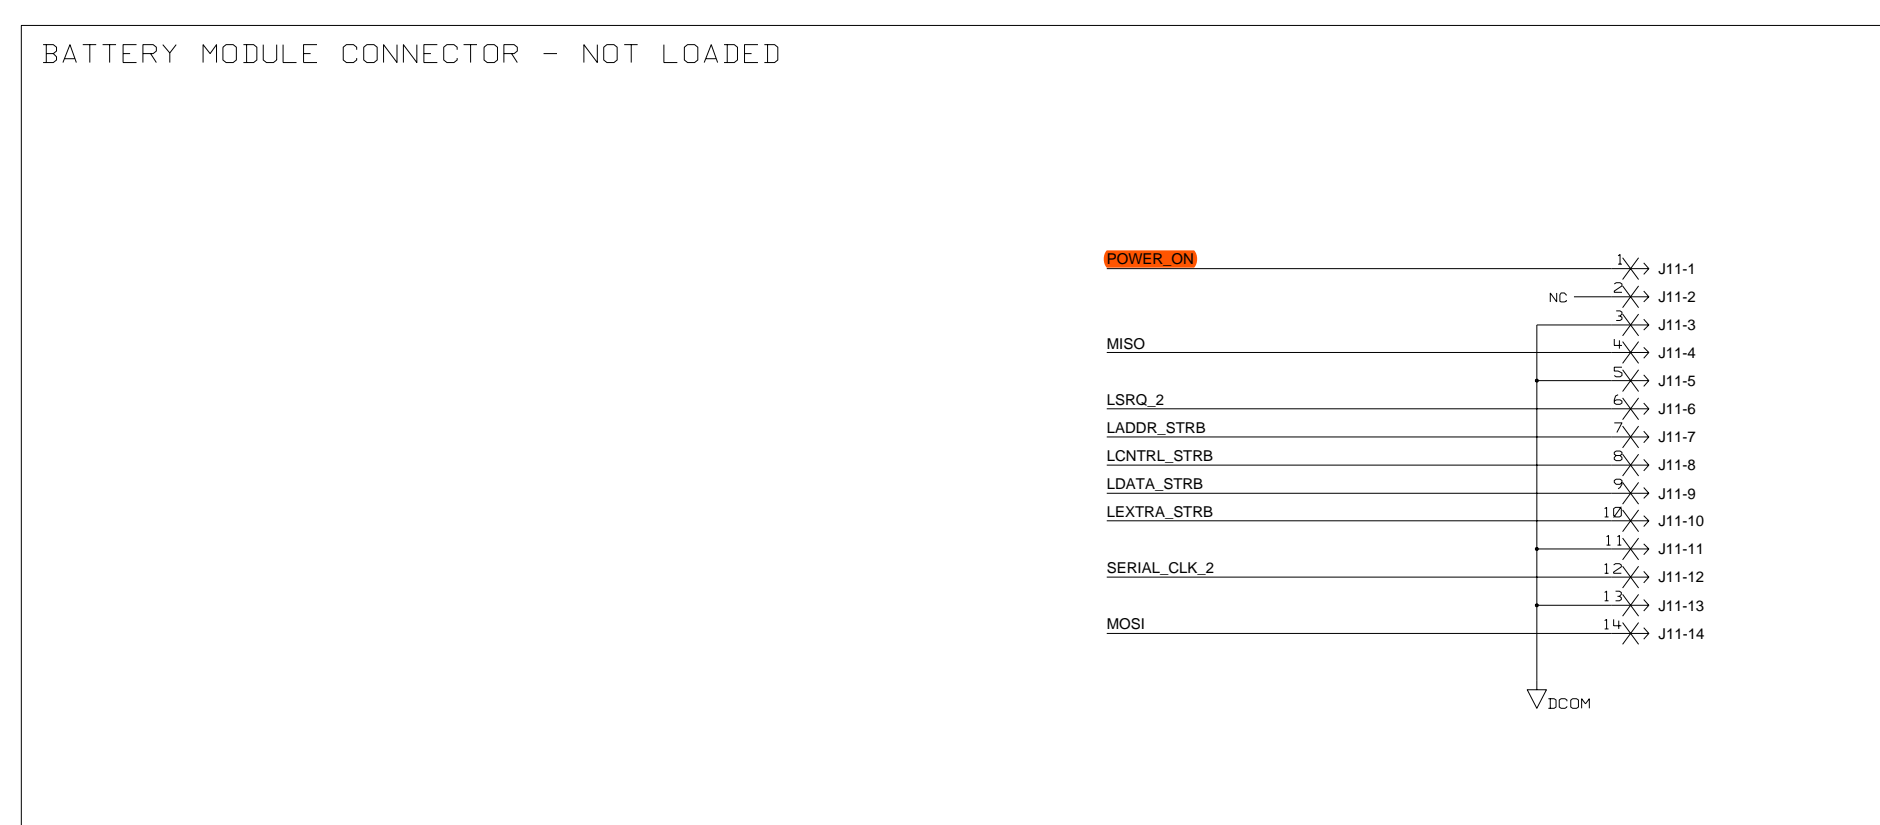 BATTERY MODULE CONNECTOR - NOT LOADED
POWER_ON 1 J11-1
NC 2 J11-2
3 J11-3
MISO 4 J11-4
5 J11-5
LSRQ_2 6 J11-6
LADDR_STRB 7 J11-7
LCNTRL_STRB 8 J11-8
LDATA_STRB 9 J11-9
LEXTRA_STRB 10 J11-10
11 J11-11
SERIAL_CLK_2 12 J11-12
13 J11-13
MOSI 14 J11-14
DCOM